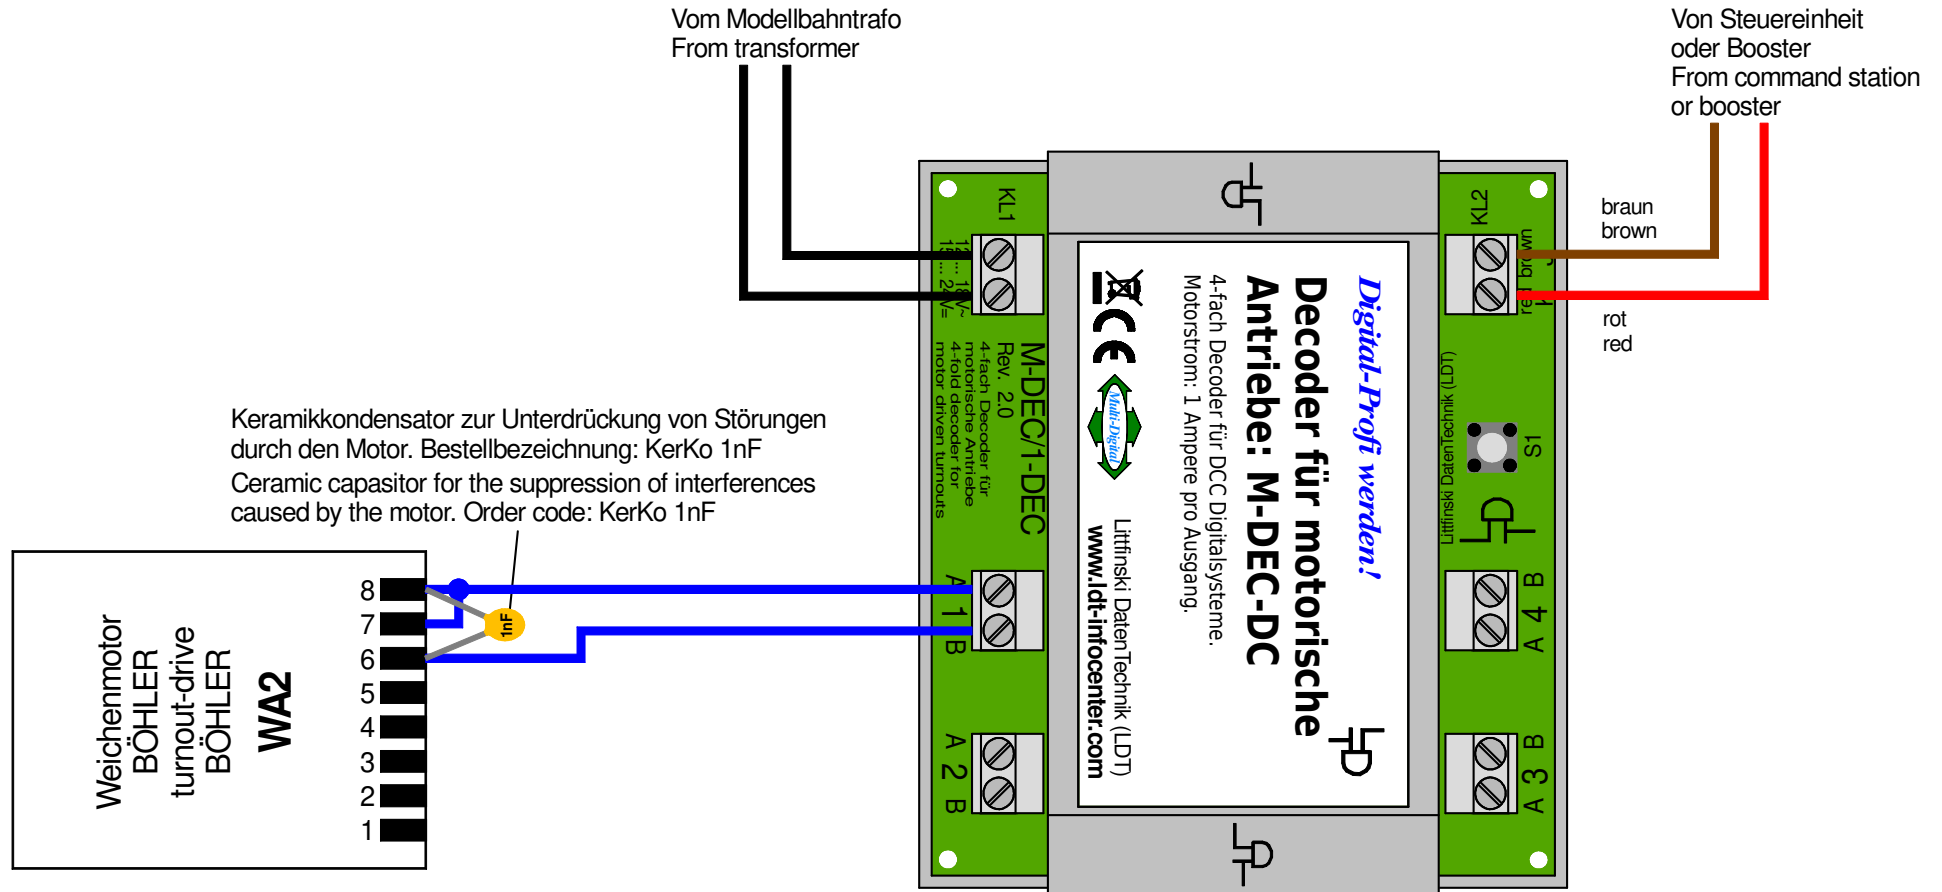 Vom Modellbahntrafo
From transformer
Von Steuereinheit
oder Booster
From command station
or booster
braun
brown
rot
red
Keramikkondensator zur Unterdrückung von Störungen
durch den Motor. Bestellbezeichnung: KerKo 1nF
Ceramic capasitor for the suppression of interferences
caused by the motor. Order code: KerKo 1nF
1nF
Weichenmotor
BÖHLER
turnout-drive
BÖHLER
WA2
8
7
6
5
4
3
2
1
KL1
M-DEC/1-DEC
Rev. 2.0
4-fach Decoder für
motorische Antriebe
4-fold decoder for
motor driven turnouts
A 1 B
A 2 B
Digital-Profi werden!
Decoder für motorische
Antriebe: M-DEC-DC
4-fach Decoder für DCC Digitalsysteme.
Motorstrom: 1 Ampere pro Ausgang.
CE
Multi-Digital
Littfinski DatenTechnik (LDT)
www.ldt-infocenter.com
KL2
red brown
Littfinski DatenTechnik (LDT)
S1
A 4 B
A 3 B